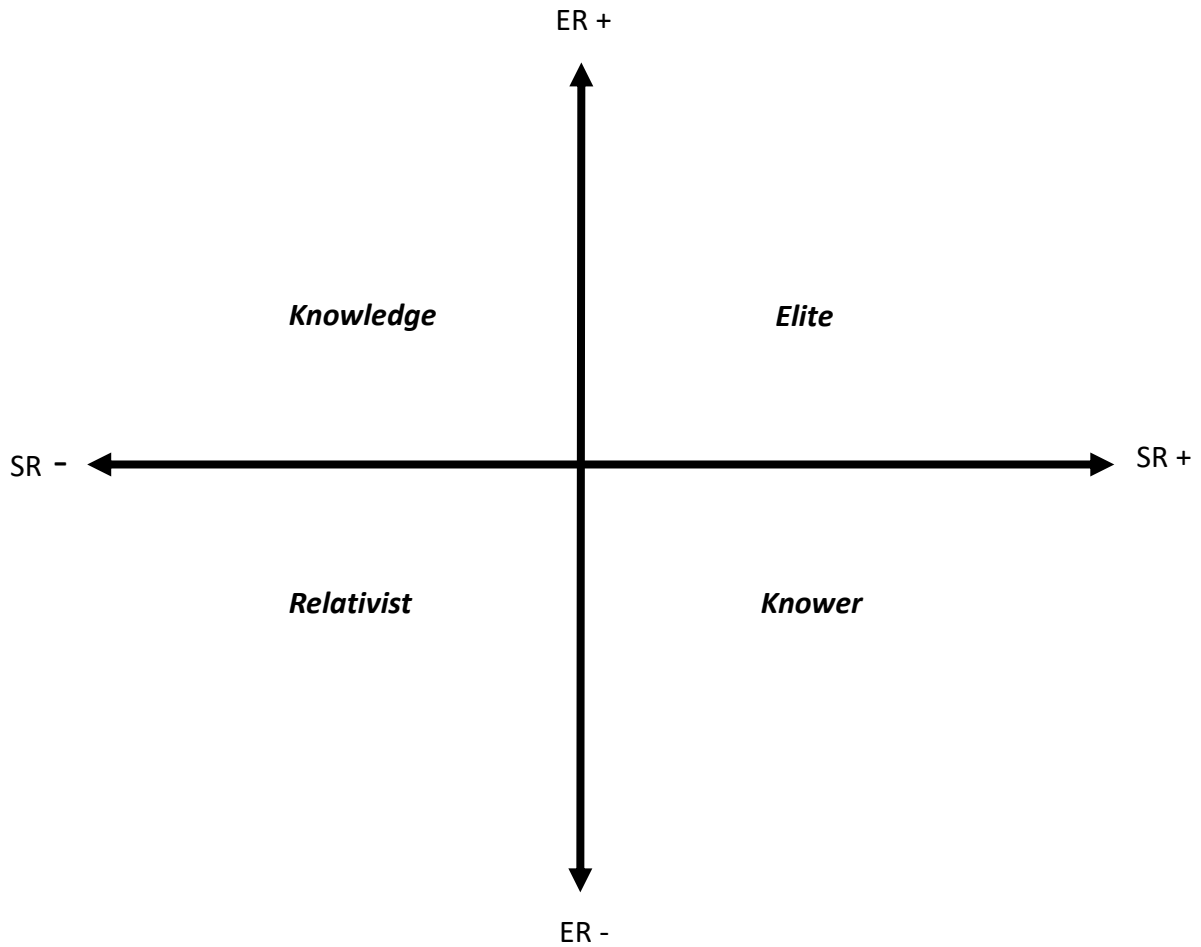 ER +
Knowledge
Elite
SR -
SR +
Relativist
Knower
ER -